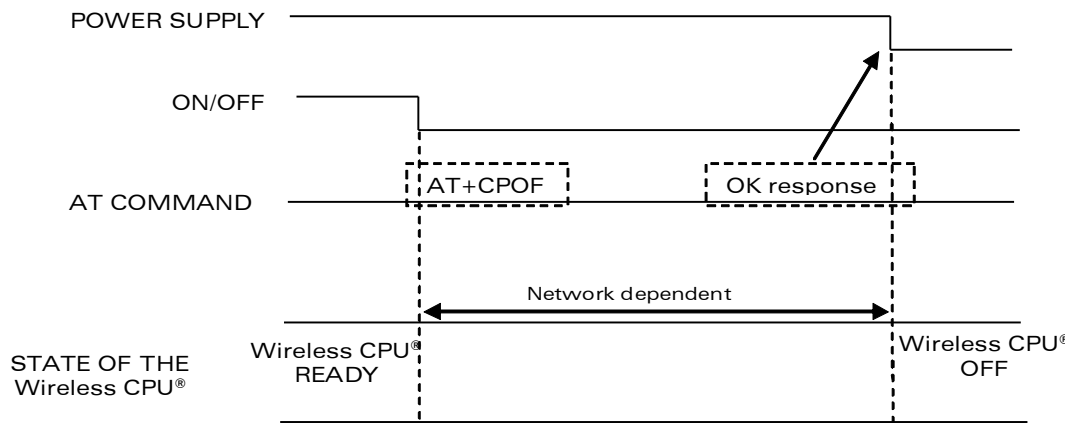 POWER SUPPLY
ON/OFF
AT COMMAND
AT+CPOF
OK response
Network dependent
STATE OF THE
Wireless CPU®
Wireless CPU®
READY
Wireless CPU®
OFF